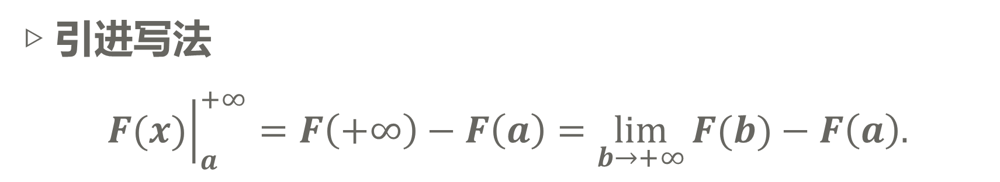 ▷ 引进写法
F(x)|_a^{+∞} = F(+∞) − F(a) = lim_{b→+∞} F(b) − F(a).